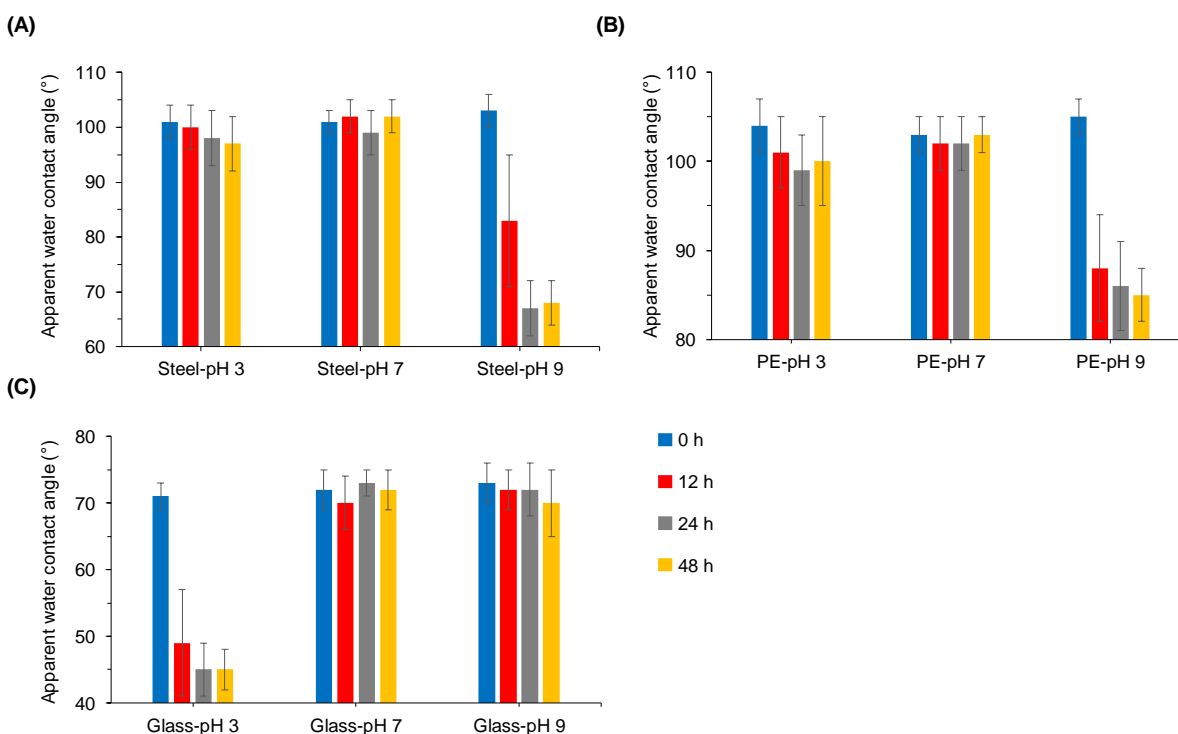 (A)
Apparent water contact angle (°)
110
100
90
80
70
60
Steel-pH 3
Steel-pH 7
Steel-pH 9
(B)
Apparent water contact angle (°)
110
100
90
80
PE-pH 3
PE-pH 7
PE-pH 9
(C)
Apparent water contact angle (°)
80
70
60
50
40
Glass-pH 3
Glass-pH 7
Glass-pH 9
0 h
12 h
24 h
48 h